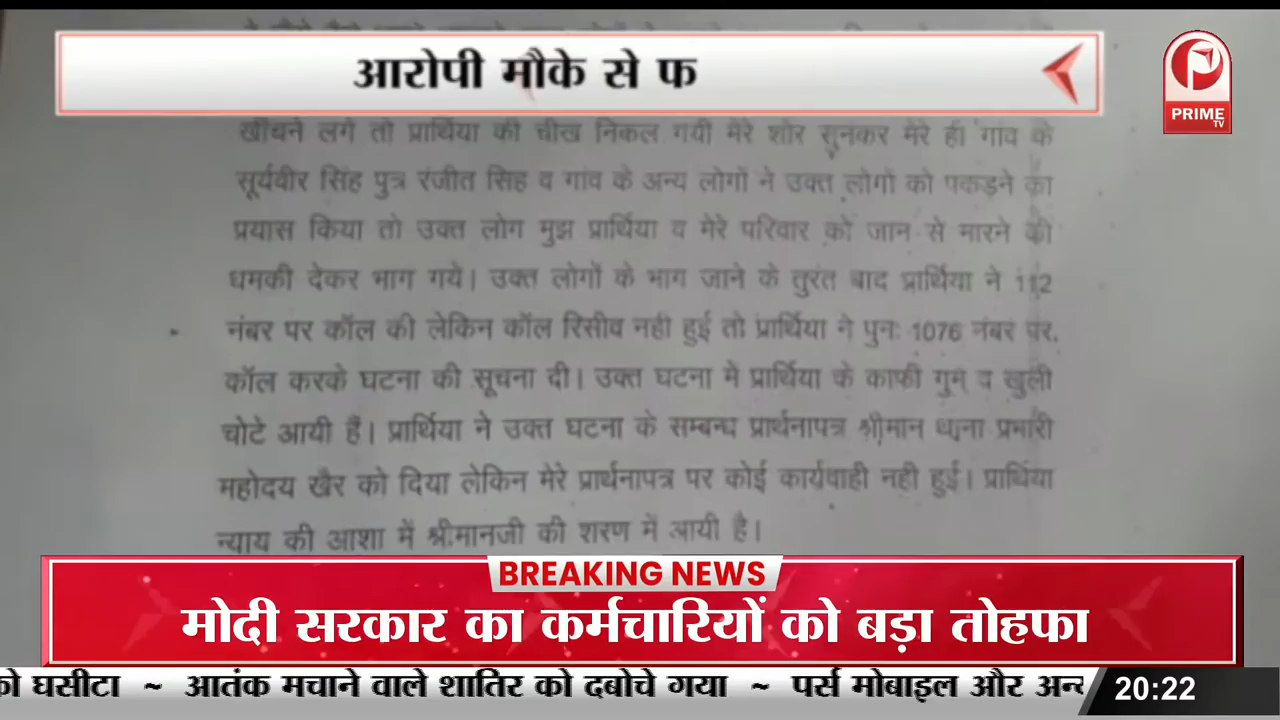 आरोपी मौके से फ
PRIME
TV
खींचने लगे तो प्रार्थिया की चीख निकल गयी मेरे शोर सुनकर मेरे ही गांव के
सूर्यवीर सिंह पुत्र रंजीत सिह व गांव के अन्य लोगों ने उक्त लोगों को पकड़ने का
प्रयास किया तो उक्त लोग मुझ प्रार्थिया व मेरे परिवार को जान से मारने की
धमकी देकर भाग गये। उक्त लोगों के भाग जाने के तुरंत बाद प्रार्थिया ने 112
नंबर पर कॉल की लेकिन कॉल रिसीव नही हुई तो प्रार्थिया ने पुनः 1076 नंबर पर
कॉल करके घटना की सूचना दी। उक्त घटना में प्रार्थिया के काफी गुम व खुली
चोटे आयी हैं। प्रार्थिया ने उक्त घटना के सम्बन्ध प्रार्थनापत्र श्रीमान थाना प्रभारी
महोदय खैर को दिया लेकिन मेरे प्रार्थनापत्र पर कोई कार्यवाही नही हुई। प्रार्थिया
न्याय की आशा में श्रीमानजी की शरण में आयी है।
BREAKING NEWS
मोदी सरकार का कर्मचारियों को बड़ा तोहफा
को घसीटा ~ आतंक मचाने वाले शातिर को दबोचे गया ~ पर्स मोबाइल और अन्य
20:22